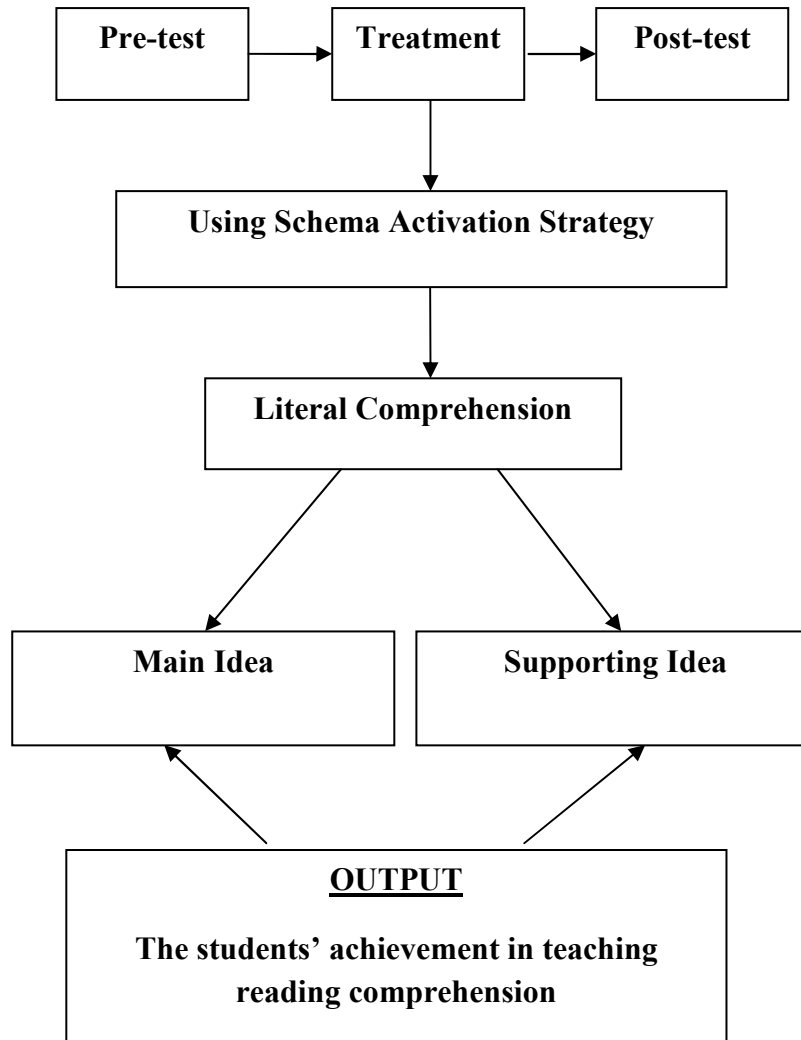 Pre-test
Treatment
Post-test
Using Schema Activation Strategy
Literal Comprehension
Main Idea
Supporting Idea
OUTPUT
The students’ achievement in teaching
reading comprehension